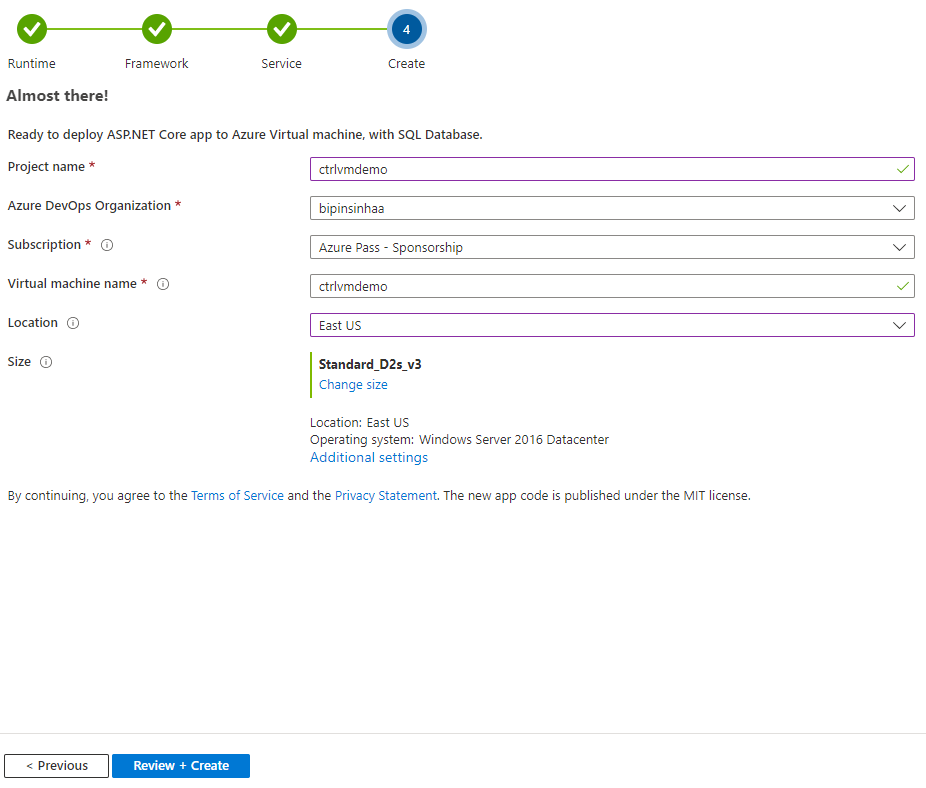 4
Runtime
Framework
Service
Create
Almost there!
Ready to deploy ASP.NET Core app to Azure Virtual machine, with SQL Database.
Project name *
ctrlvmdemo
Azure DevOps Organization *
bipinsinhaa
Subscription *
Azure Pass - Sponsorship
Virtual machine name *
ctrlvmdemo
Location
East US
Size
Standard_D2s_v3
Change size
Location: East US
Operating system: Windows Server 2016 Datacenter
Additional settings
By continuing, you agree to the Terms of Service and the Privacy Statement. The new app code is published under the MIT license.
< Previous
Review + Create